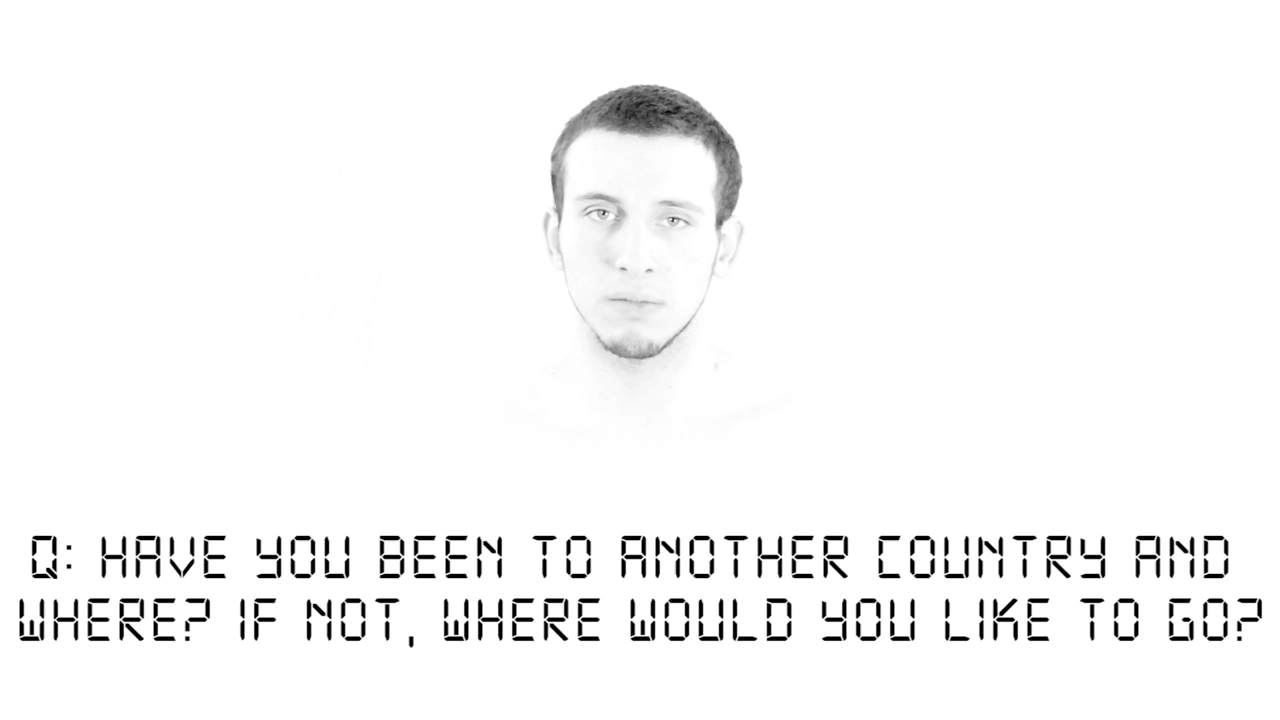 Q: HAVE YOU BEEN TO ANOTHER COUNTRY AND
WHERE? IF NOT, WHERE WOULD YOU LIKE TO GO?